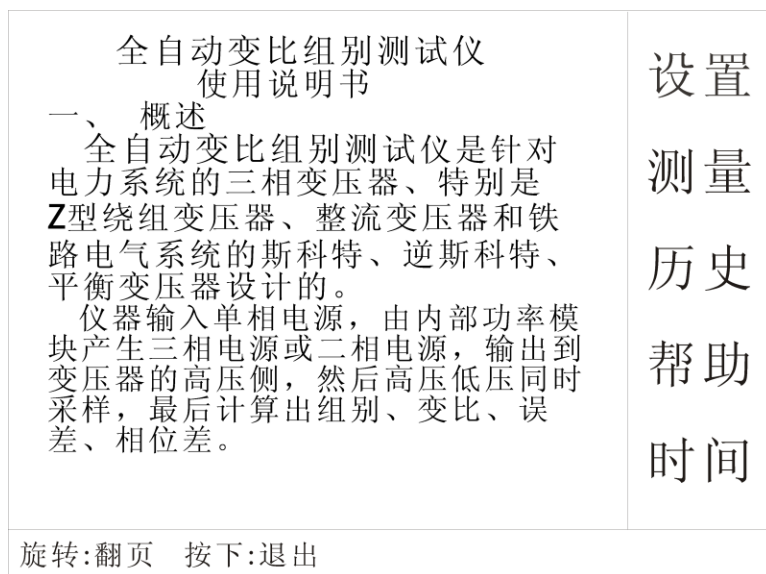 全自动变比组别测试仪
使用说明书
一、 概述
全自动变比组别测试仪是针对
电力系统的三相变压器、特别是
Z型绕组变压器、整流变压器和铁
路电气系统的斯科特、逆斯科特、
平衡变压器设计的。
仪器输入单相电源，由内部功率模
块产生三相电源或二相电源，输出到
变压器的高压侧，然后高压低压同时
采样，最后计算出组别、变比、误
差、相位差。
设置
测量
历史
帮助
时间
旋转:翻页 按下:退出